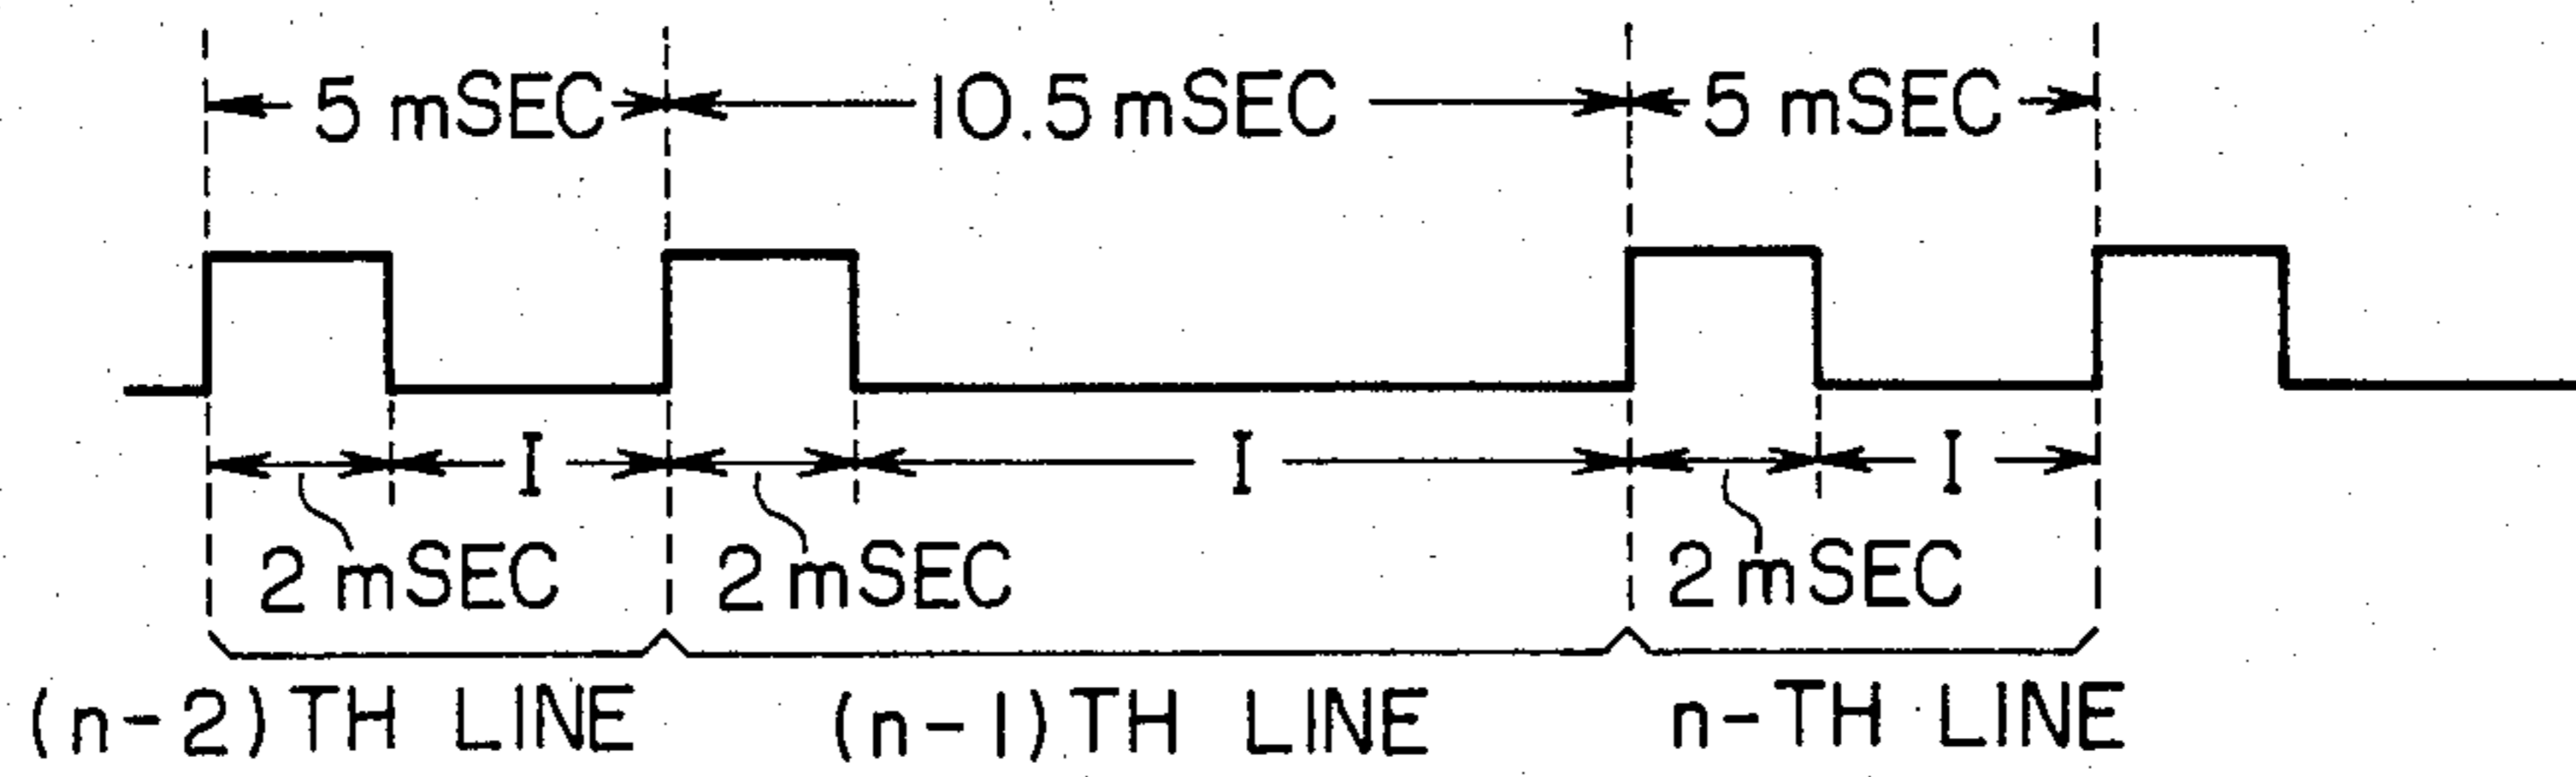 5 mSEC 10.5 mSEC 5 mSEC
I I I
2 mSEC 2 mSEC 2 mSEC
(n-2)TH LINE (n-1)TH LINE n-TH LINE